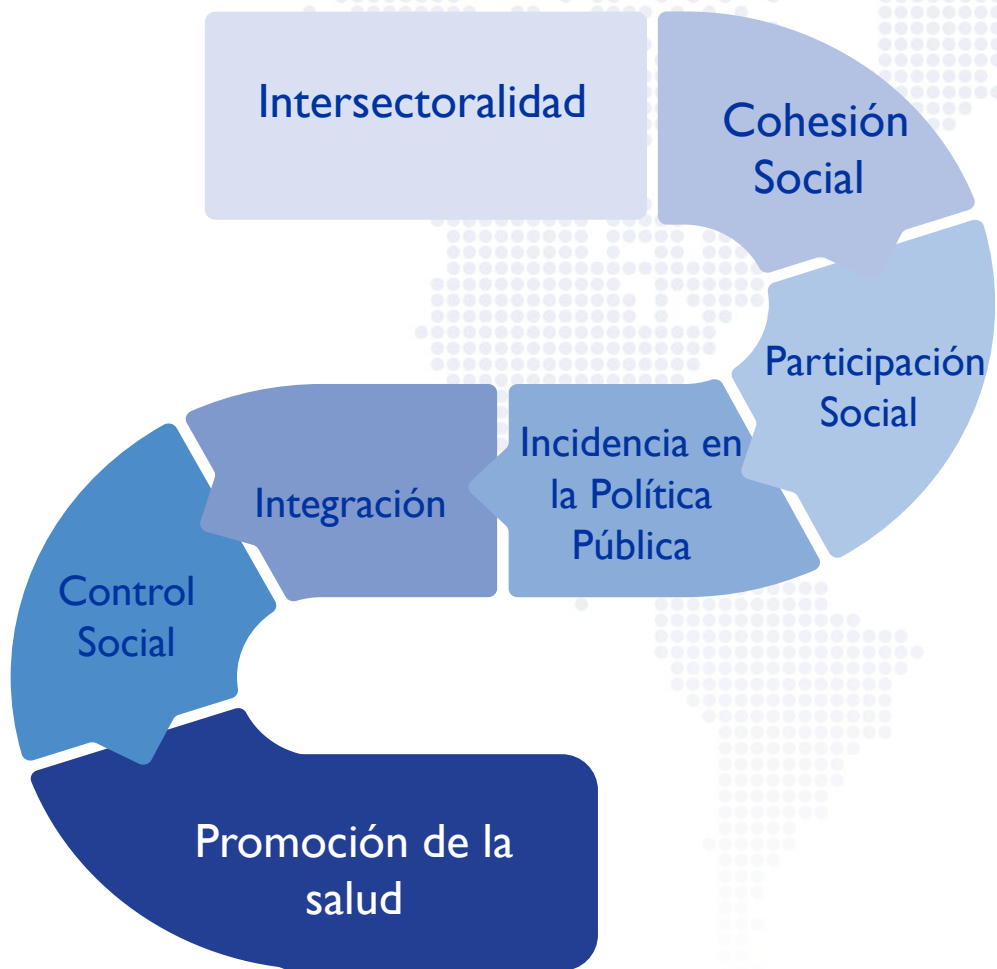 Intersectoralidad
Cohesión
Social
Participación
Social
Incidencia en
la Política
Pública
Integración
Control
Social
Promoción de la
salud